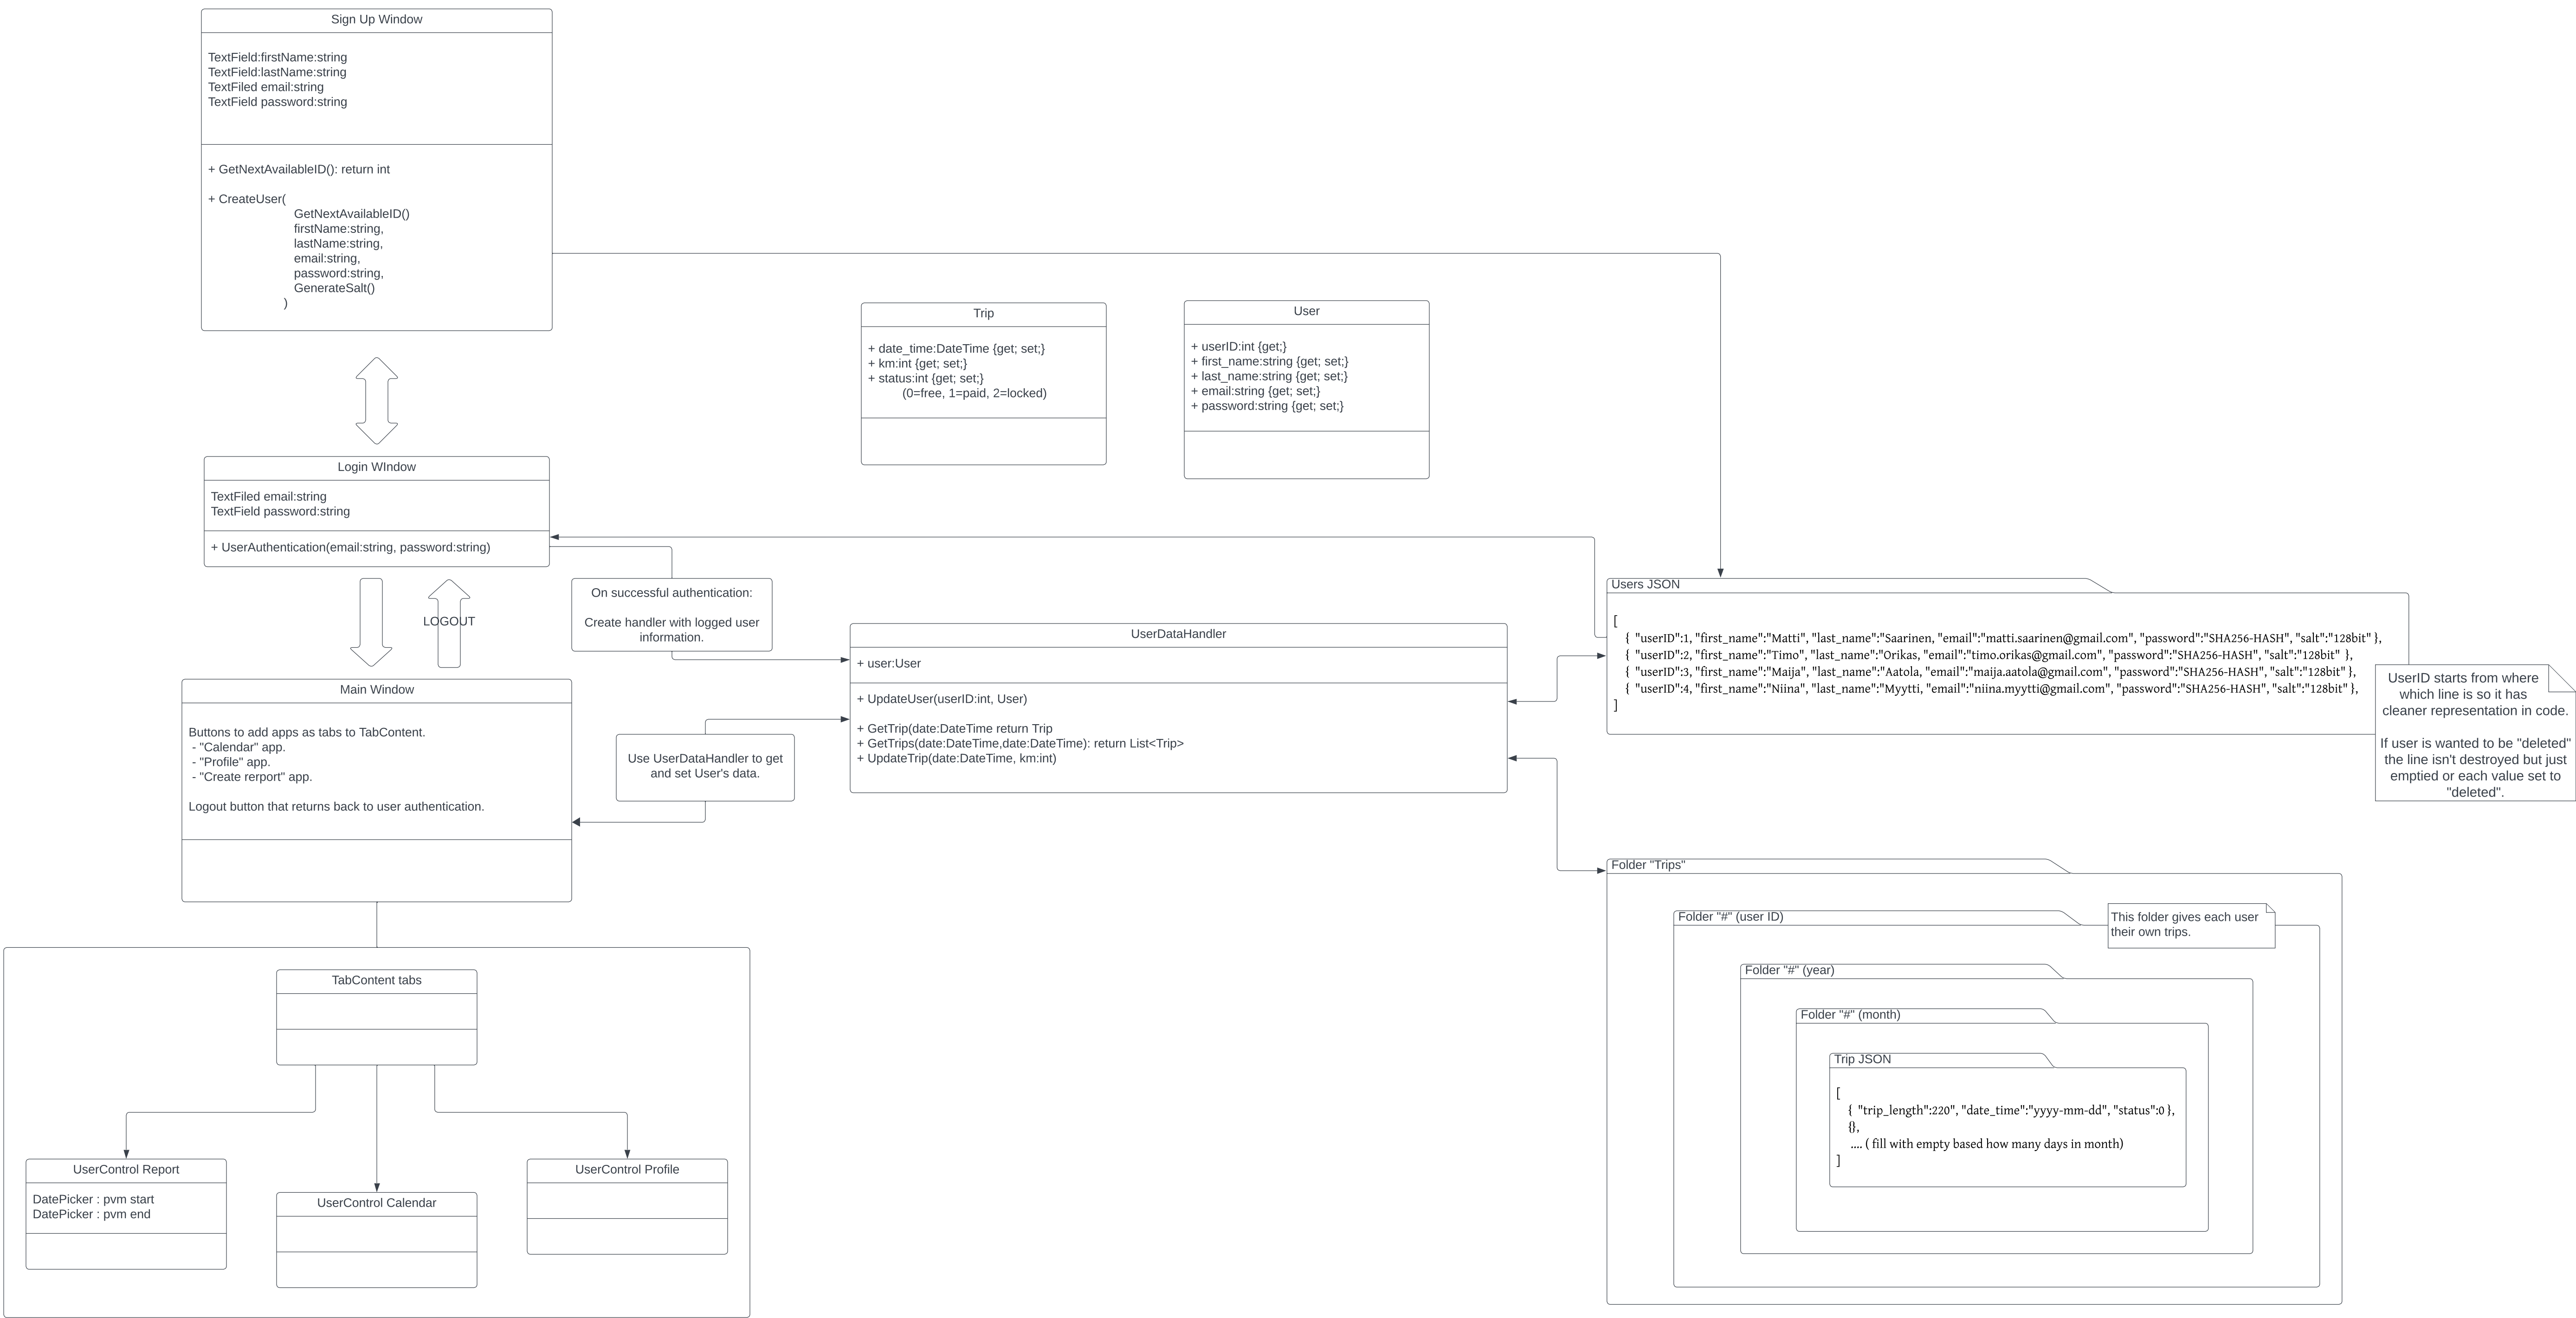 Sign Up Window
TextField:firstName:string
TextField:lastName:string
TextFiled email:string
TextField password:string
+ GetNextAvailableID(): return int
+ CreateUser(
GetNextAvailableID()
firstName:string,
lastName:string,
email:string,
password:string,
GenerateSalt()
)
Trip
+ date_time:DateTime {get; set;}
+ km:int {get; set;}
+ status:int {get; set;}
(0=free, 1=paid, 2=locked)
User
+ userID:int {get;}
+ first_name:string {get; set;}
+ last_name:string {get; set;}
+ email:string {get; set;}
+ password:string {get; set;}
Login WIndow
TextFiled email:string
TextField password:string
+ UserAuthentication(email:string, password:string)
LOGOUT
On successful authentication:
Create handler with logged user
information.
UserDataHandler
+ user:User
+ UpdateUser(userID:int, User)
+ GetTrip(date:DateTime return Trip
+ GetTrips(date:DateTime,date:DateTime): return List<Trip>
+ UpdateTrip(date:DateTime, km:int)
Users JSON
[
{ "userID":1, "first_name":"Matti", "last_name":"Saarinen, "email":"matti.saarinen@gmail.com", "password":"SHA256-HASH", "salt":"128bit" },
{ "userID":2, "first_name":"Timo", "last_name":"Orikas, "email":"timo.orikas@gmail.com", "password":"SHA256-HASH", "salt":"128bit" },
{ "userID":3, "first_name":"Maija", "last_name":"Aatola, "email":"maija.aatola@gmail.com", "password":"SHA256-HASH", "salt":"128bit" },
{ "userID":4, "first_name":"Niina", "last_name":"Myytti, "email":"niina.myytti@gmail.com", "password":"SHA256-HASH", "salt":"128bit" },
]
UserID starts from where
which line is so it has
cleaner representation in code.
If user is wanted to be "deleted"
the line isn't destroyed but just
emptied or each value set to
"deleted".
Main Window
Buttons to add apps as tabs to TabContent.
- "Calendar" app.
- "Profile" app.
- "Create rerport" app.
Logout button that returns back to user authentication.
Use UserDataHandler to get
and set User's data.
Folder "Trips"
Folder "#" (user ID)
This folder gives each user
their own trips.
Folder "#" (year)
Folder "#" (month)
Trip JSON
[
{ "trip_length":220", "date_time":"yyyy-mm-dd", "status":0 },
{},
.... ( fill with empty based how many days in month)
]
TabContent tabs
UserControl Report
DatePicker : pvm start
DatePicker : pvm end
UserControl Calendar
UserControl Profile